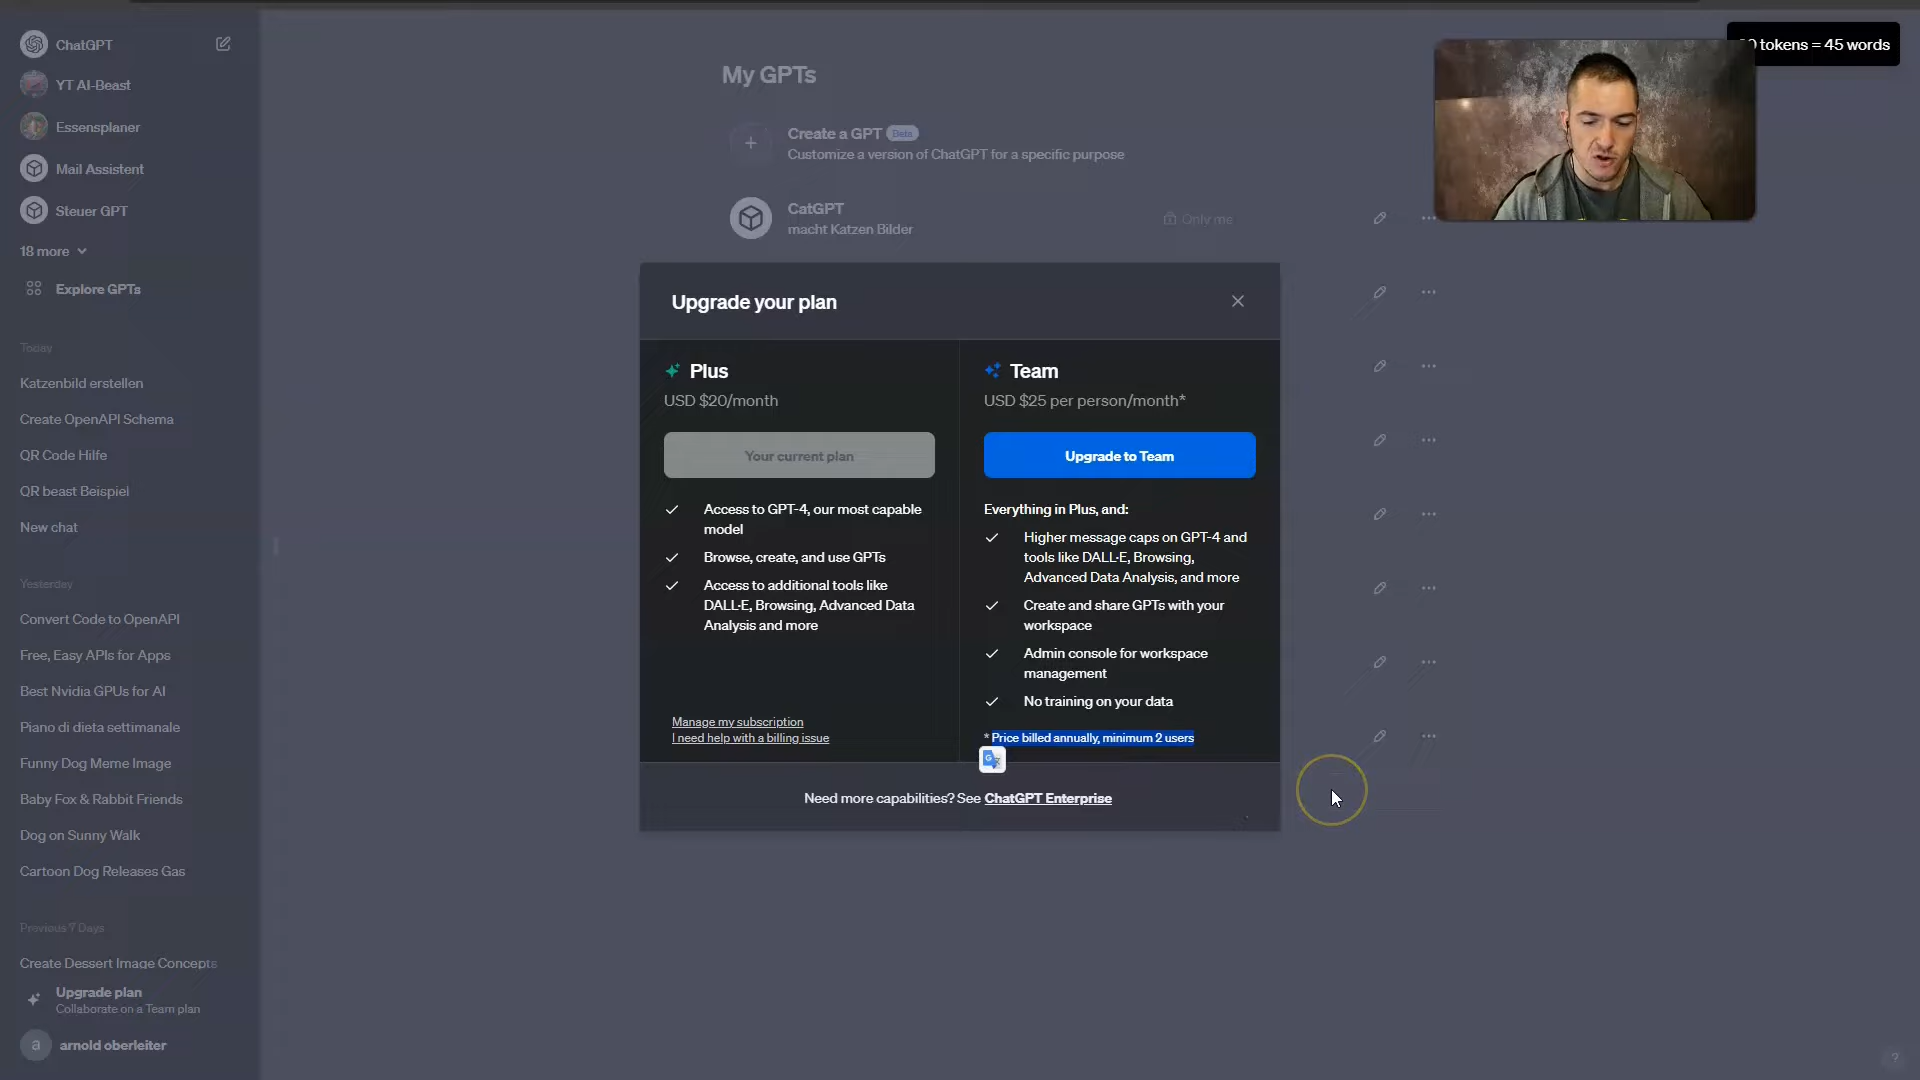 ChatGPT
YT AI-Beast
Essensplaner
Mail Assistent
Steuer GPT
18 more
Explore GPTs
Today
Katzenbild erstellen
Create OpenAPI Schema
QR Code Hilfe
QR beast Beispiel
New chat
Yesterday
Convert Code to OpenAPI
Free, Easy APIs for Apps
Best Nvidia GPUs for AI
Piano di dieta settimanale
Funny Dog Meme Image
Baby Fox & Rabbit Friends
Dog on Sunny Walk
Cartoon Dog Releases Gas
Previous 7 Days
Create Dessert Image Concepts
Upgrade plan
Collaborate on a Team plan
a
arnold oberleiter
My GPTs
Create a GPT Beta
Customize a version of ChatGPT for a specific purpose
CatGPT
macht Katzen Bilder
Only me
tokens = 45 words
Upgrade your plan
Plus
USD $20/month
Your current plan
Access to GPT-4, our most capable
model
Browse, create, and use GPTs
Access to additional tools like
DALL·E, Browsing, Advanced Data
Analysis and more
Manage my subscription
I need help with a billing issue
Team
USD $25 per person/month*
Upgrade to Team
Everything in Plus, and:
Higher message caps on GPT-4 and
tools like DALL·E, Browsing,
Advanced Data Analysis, and more
Create and share GPTs with your
workspace
Admin console for workspace
management
No training on your data
* Price billed annually, minimum 2 users
Need more capabilities? See ChatGPT Enterprise
?